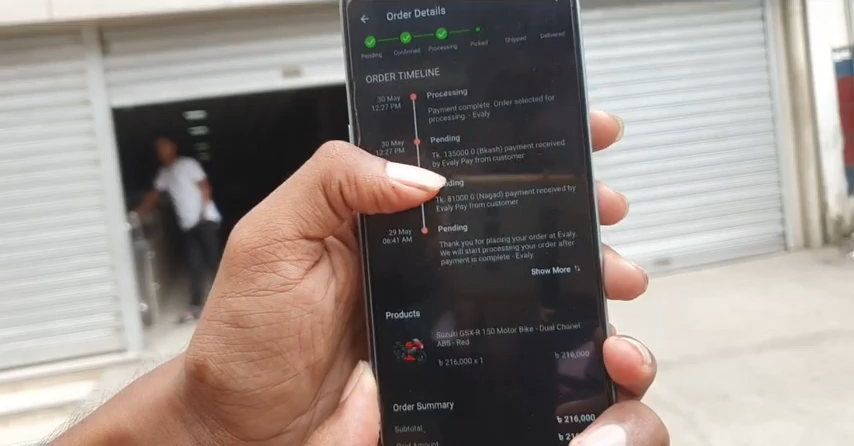 Order Details
Pending Confirmed Processing Picked Shipped Delivered
ORDER TIMELINE
30 May
12:27 PM
Processing
Payment complete. Order selected for
processing. - Evaly
30 May
12:27 PM
Pending
Tk. 135000.0 (Bkash) payment received
by Evaly Pay from customer
nding
Tk. 81000.0 (Nagad) payment received by
Evaly Pay from customer
29 May
06:41 AM
Pending
Thank you for placing your order at Evaly.
We will start processing your order after
payment is complete - Evaly
Show More
Products
Suzuki GSX-R 150 Motor Bike - Dual Chanel
ABS - Red
৳ 216,000 x 1
৳ 216,000
Order Summary
Subtotal
৳ 216,000
Paid Amount
৳ 21